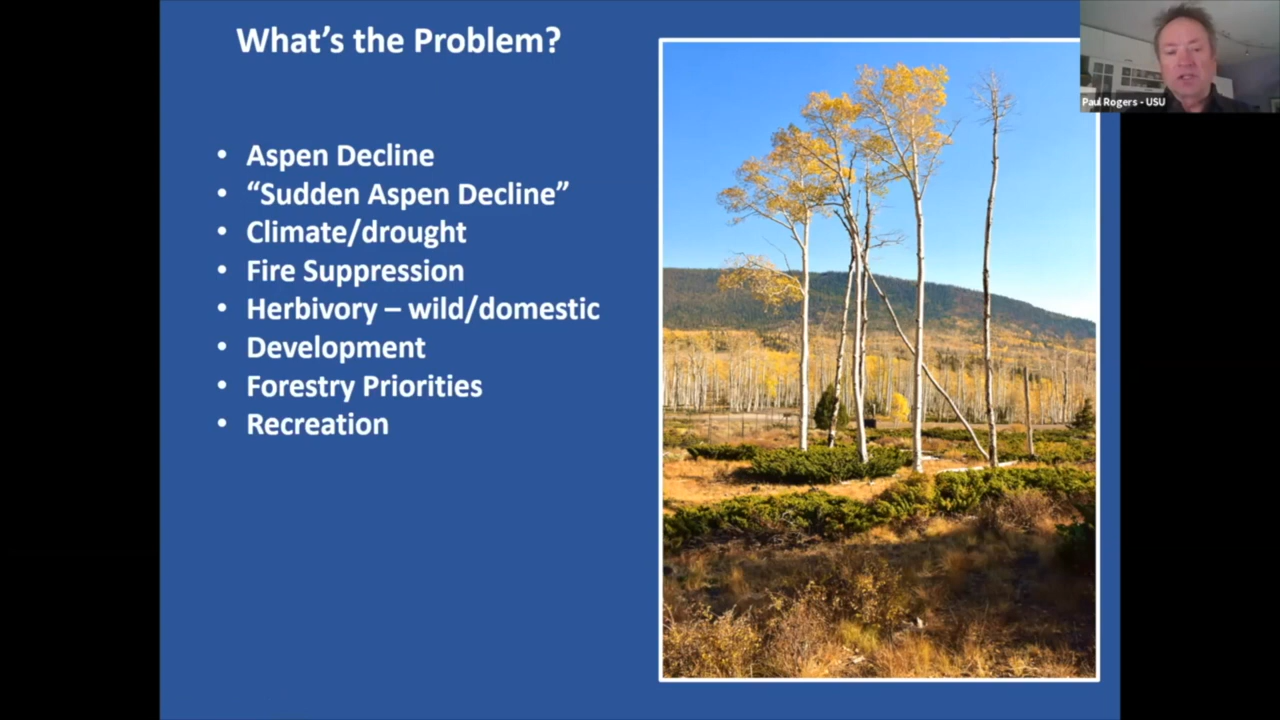 What's the Problem?
• Aspen Decline
• “Sudden Aspen Decline”
• Climate/drought
• Fire Suppression
• Herbivory – wild/domestic
• Development
• Forestry Priorities
• Recreation
Paul Rogers - USU